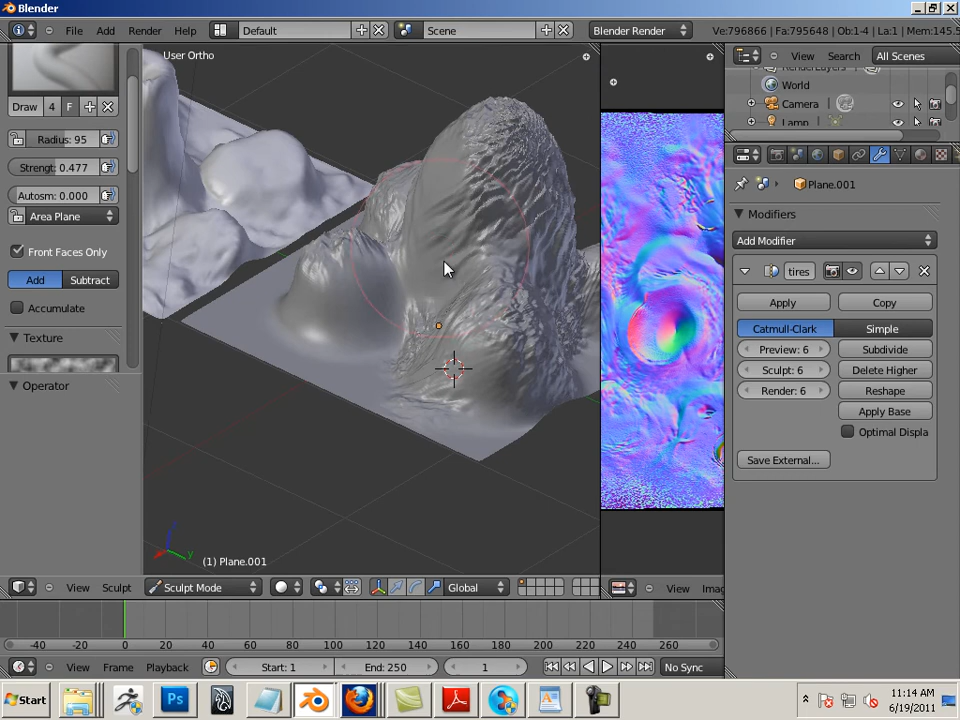 Blender
File Add Render Help Default Scene Blender Render Ve:796866 | Fa:795648 | Ob:1-4 | La:1 | Mem:145.5
User Ortho
View Search All Scenes
World
Camera
Lamp
Draw 4 F
Radius: 95
Strengt: 0.477
Autosm: 0.000
Area Plane
Front Faces Only
Add Subtract
Accumulate
Texture
Operator
Plane.001
Modifiers
Add Modifier
tires
Apply Copy
Catmull-Clark Simple
Preview: 6 Subdivide
Sculpt: 6 Delete Higher
Render: 6 Reshape
Apply Base
Optimal Displa
Save External...
y
(1) Plane.001
View Sculpt Sculpt Mode Global View Imag
-40 -20 0 20 40 60 80 100 120 140 160 180 200 220 240 260
View Frame Playback Start: 1 End: 250 1 No Sync
Start Ps 11:14 AM
6/19/2011